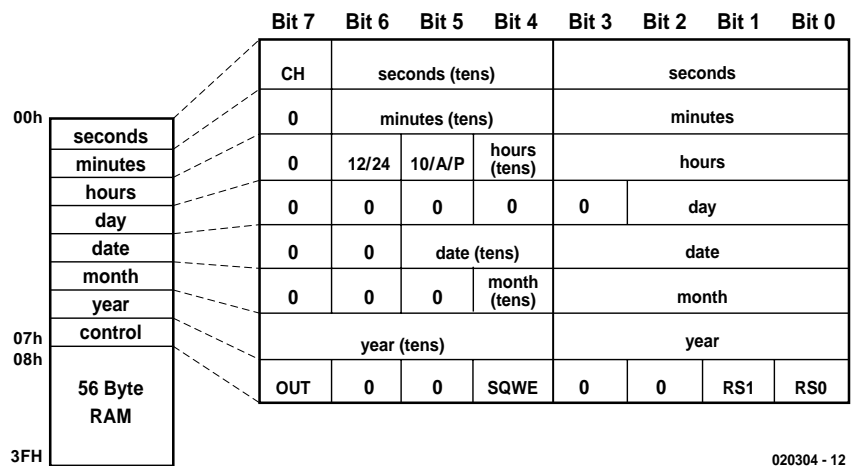 Bit 7 Bit 6 Bit 5 Bit 4 Bit 3 Bit 2 Bit 1 Bit 0
CH seconds (tens) seconds
0 minutes (tens) minutes
0 12/24 10/A/P hours (tens) hours
0 0 0 0 0 day
0 0 date (tens) date
0 0 0 month (tens) month
year (tens) year
OUT 0 0 SQWE 0 0 RS1 RS0
00h
seconds
minutes
hours
day
date
month
year
07h control
08h
56 Byte
RAM
3FH
020304 - 12